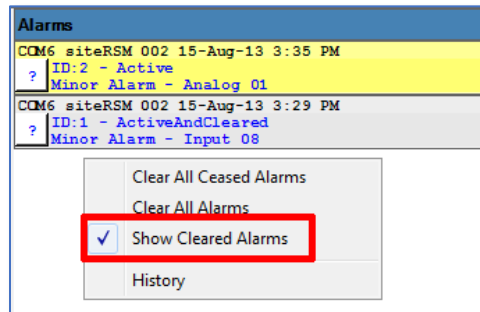 Alarms
COM6 siteRSM 002 15-Aug-13 3:35 PM
? ID:2 - Active
Minor Alarm - Analog 01
COM6 siteRSM 002 15-Aug-13 3:29 PM
? ID:1 - ActiveAndCleared
Minor Alarm - Input 08
Clear All Ceased Alarms
Clear All Alarms
✓ Show Cleared Alarms
History